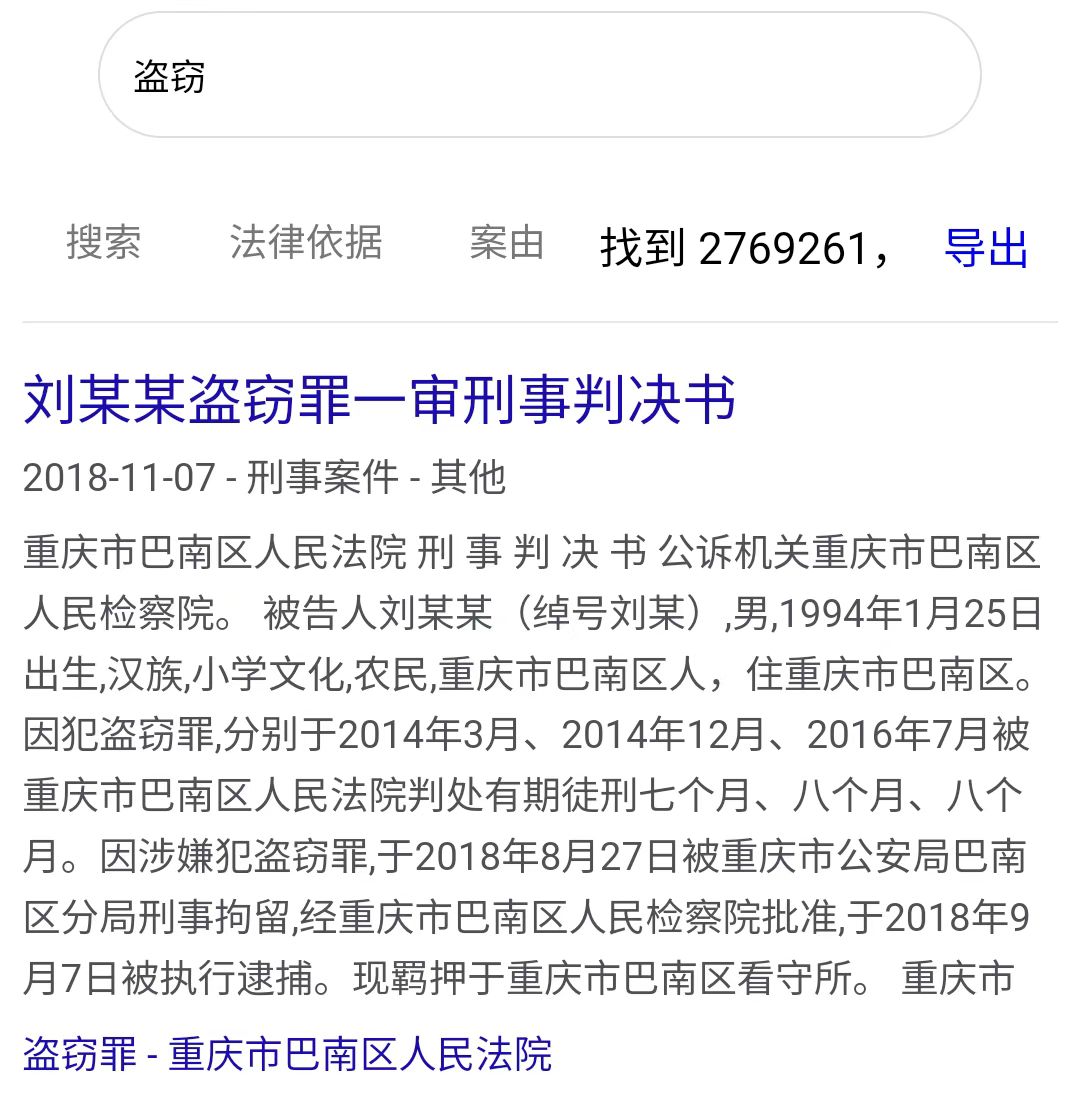 盗窃
搜索 法律依据 案由 找到 2769261， 导出
刘某某盗窃罪一审刑事判决书
2018-11-07 - 刑事案件 - 其他
重庆市巴南区人民法院 刑 事 判 决 书 公诉机关重庆市巴南区
人民检察院。 被告人刘某某（绰号刘某）,男,1994年1月25日
出生,汉族,小学文化,农民,重庆市巴南区人，住重庆市巴南区。
因犯盗窃罪,分别于2014年3月、2014年12月、2016年7月被
重庆市巴南区人民法院判处有期徒刑七个月、八个月、八个
月。因涉嫌犯盗窃罪,于2018年8月27日被重庆市公安局巴南
区分局刑事拘留,经重庆市巴南区人民检察院批准,于2018年9
月7日被执行逮捕。现羁押于重庆市巴南区看守所。 重庆市
盗窃罪 - 重庆市巴南区人民法院